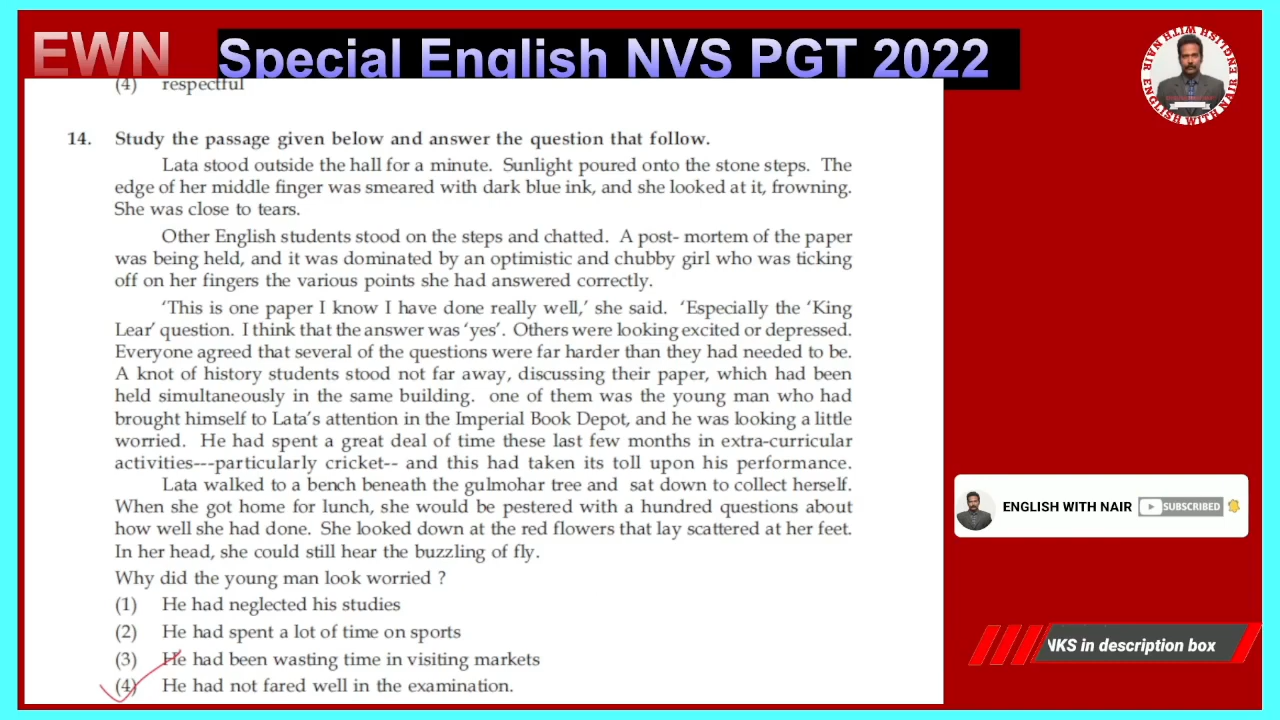 EWN
Special English NVS PGT 2022
ENGLISH WITH NAIR ENGLISH WITH NAIR
(4) respectful
14. Study the passage given below and answer the question that follow.
Lata stood outside the hall for a minute. Sunlight poured onto the stone steps. The
edge of her middle finger was smeared with dark blue ink, and she looked at it, frowning.
She was close to tears.
Other English students stood on the steps and chatted. A post- mortem of the paper
was being held, and it was dominated by an optimistic and chubby girl who was ticking
off on her fingers the various points she had answered correctly.
‘This is one paper I know I have done really well,’ she said. ‘Especially the ‘King
Lear’ question. I think that the answer was ‘yes’. Others were looking excited or depressed.
Everyone agreed that several of the questions were far harder than they had needed to be.
A knot of history students stood not far away, discussing their paper, which had been
held simultaneously in the same building. one of them was the young man who had
brought himself to Lata’s attention in the Imperial Book Depot, and he was looking a little
worried. He had spent a great deal of time these last few months in extra-curricular
activities---particularly cricket-- and this had taken its toll upon his performance.
Lata walked to a bench beneath the gulmohar tree and sat down to collect herself.
When she got home for lunch, she would be pestered with a hundred questions about
how well she had done. She looked down at the red flowers that lay scattered at her feet.
In her head, she could still hear the buzzling of fly.
Why did the young man look worried ?
(1) He had neglected his studies
(2) He had spent a lot of time on sports
(3) He had been wasting time in visiting markets
(4) He had not fared well in the examination.
ENGLISH WITH NAIR SUBSCRIBED
NKS in description box